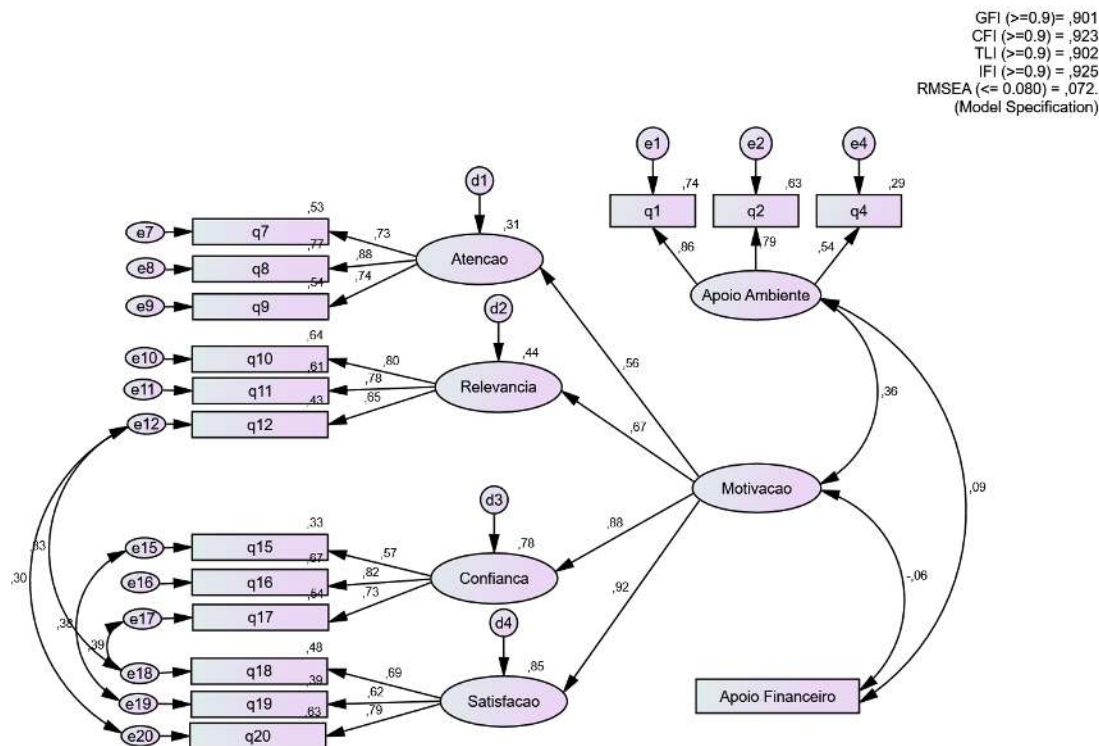 GFI (>=0.9)= ,901
CFI (>=0.9) = ,923
TLI (>=0.9) = ,902
IFI (>=0.9) = ,925
RMSEA (<= 0.080) = ,072.
(Model Specification)
e1
e2
e4
,74
,63
,29
q1
q2
q4
,86
,79
,54
Apoio Ambiente
d1
,31
Atencao
,53
e7
q7
,73
,77
e8
q8
,88
,54
e9
q9
,74
d2
,44
Relevancia
,64
e10
q10
,80
,61
e11
q11
,78
,43
e12
q12
,65
,56
,67
,36
Motivacao
,09
,88
,92
-,06
d3
,78
Confianca
,33
e15
q15
,57
,67
e16
q16
,82
,54
e17
q17
,73
d4
,85
Satisfacao
,48
e18
q18
,69
,39
e19
q19
,62
,63
e20
q20
,79
,33
,30
,38
,39
Apoio Financeiro